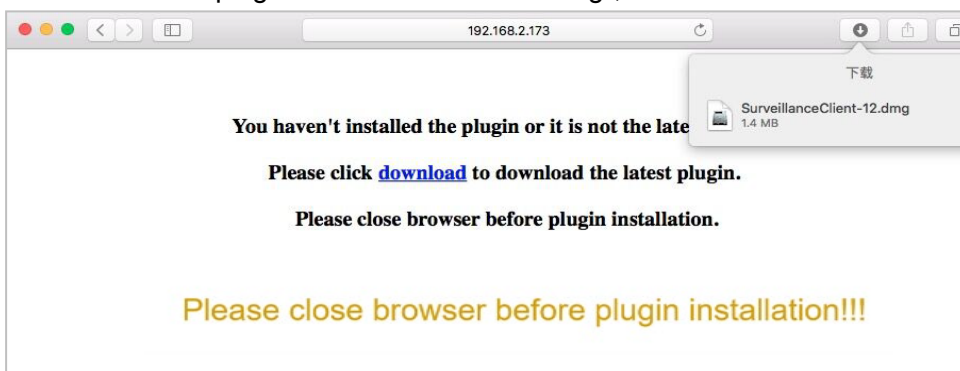 192.168.2.173
下载
SurveillanceClient-12.dmg
1.4 MB
You haven't installed the plugin or it is not the late
Please click download to download the latest plugin.
Please close browser before plugin installation.
Please close browser before plugin installation!!!